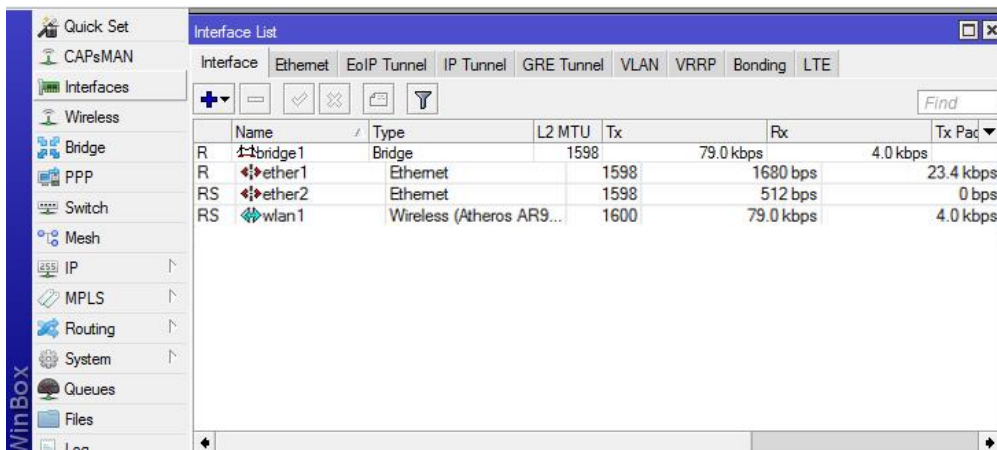 Quick Set
CAPsMAN
Interfaces
Wireless
Bridge
PPP
Switch
Mesh
IP
MPLS
Routing
System
Queues
Files
WinBox
Interface List
Interface Ethernet EoIP Tunnel IP Tunnel GRE Tunnel VLAN VRRP Bonding LTE
Find
Name Type L2 MTU Tx Rx Tx Pac
R bridge1 Bridge 1598 79.0 kbps 4.0 kbps
R ether1 Ethernet 1598 1680 bps 23.4 kbps
RS ether2 Ethernet 1598 512 bps 0 bps
RS wlan1 Wireless (Atheros AR9... 1600 79.0 kbps 4.0 kbps